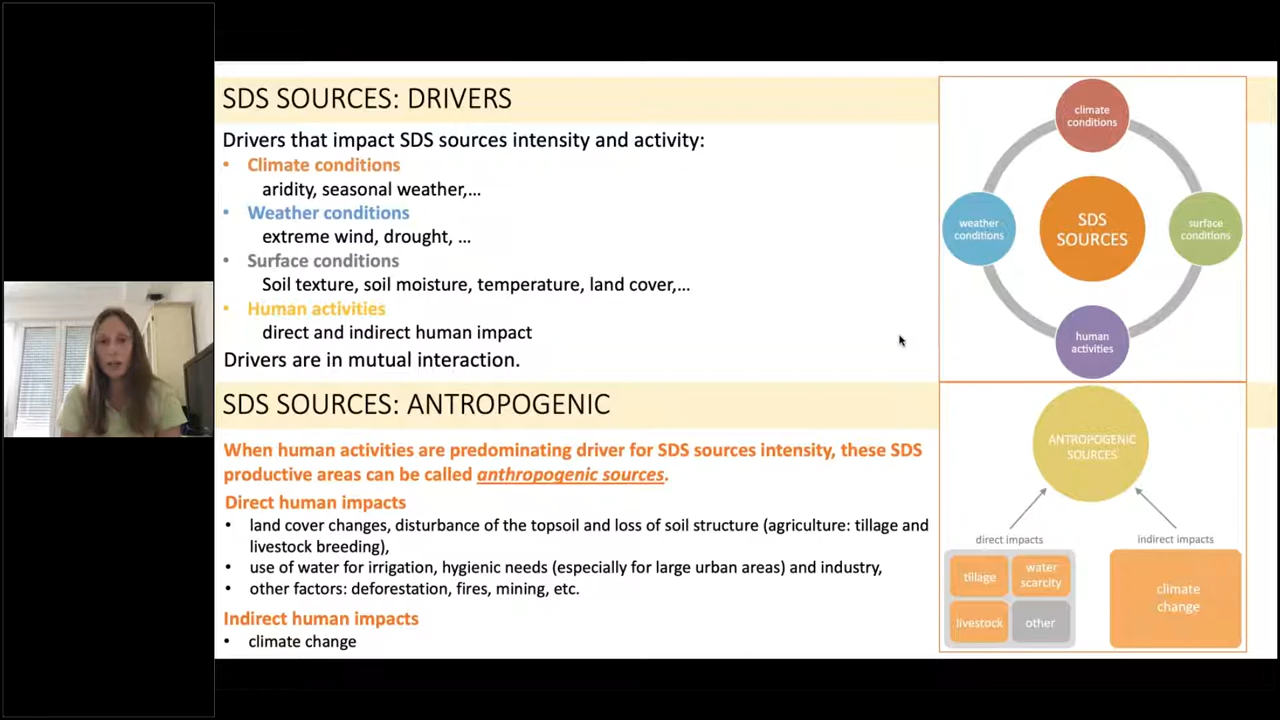 SDS SOURCES: DRIVERS
Drivers that impact SDS sources intensity and activity:
• Climate conditions
aridity, seasonal weather,...
• Weather conditions
extreme wind, drought, ...
• Surface conditions
Soil texture, soil moisture, temperature, land cover,...
• Human activities
direct and indirect human impact
Drivers are in mutual interaction.
climate
conditions
weather
conditions
SDS
SOURCES
surface
conditions
human
activities
SDS SOURCES: ANTROPOGENIC
When human activities are predominating driver for SDS sources intensity, these SDS
productive areas can be called anthropogenic sources.
Direct human impacts
• land cover changes, disturbance of the topsoil and loss of soil structure (agriculture: tillage and
livestock breeding),
• use of water for irrigation, hygienic needs (especially for large urban areas) and industry,
• other factors: deforestation, fires, mining, etc.
Indirect human impacts
• climate change
ANTROPOGENIC
SOURCES
direct impacts
indirect impacts
tillage
water
scarcity
livestock
other
climate
change